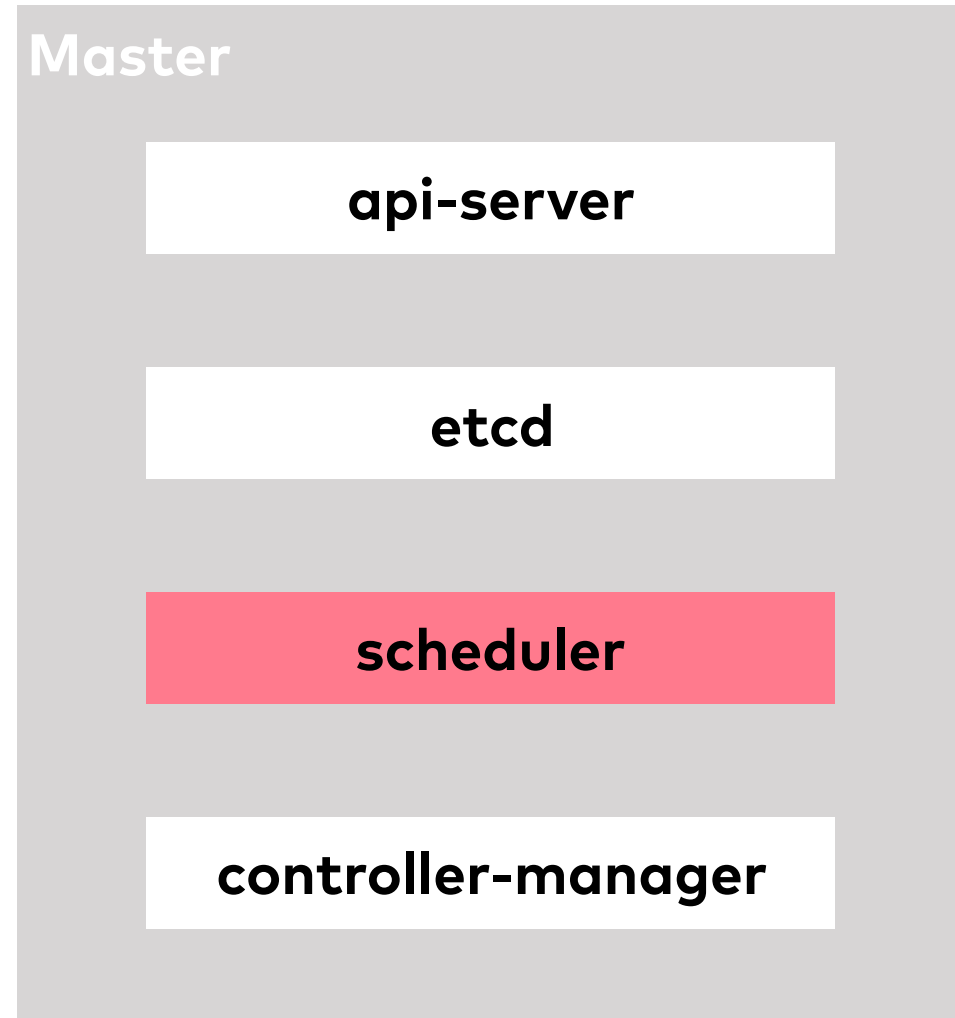 Master
api-server
etcd
scheduler
controller-manager